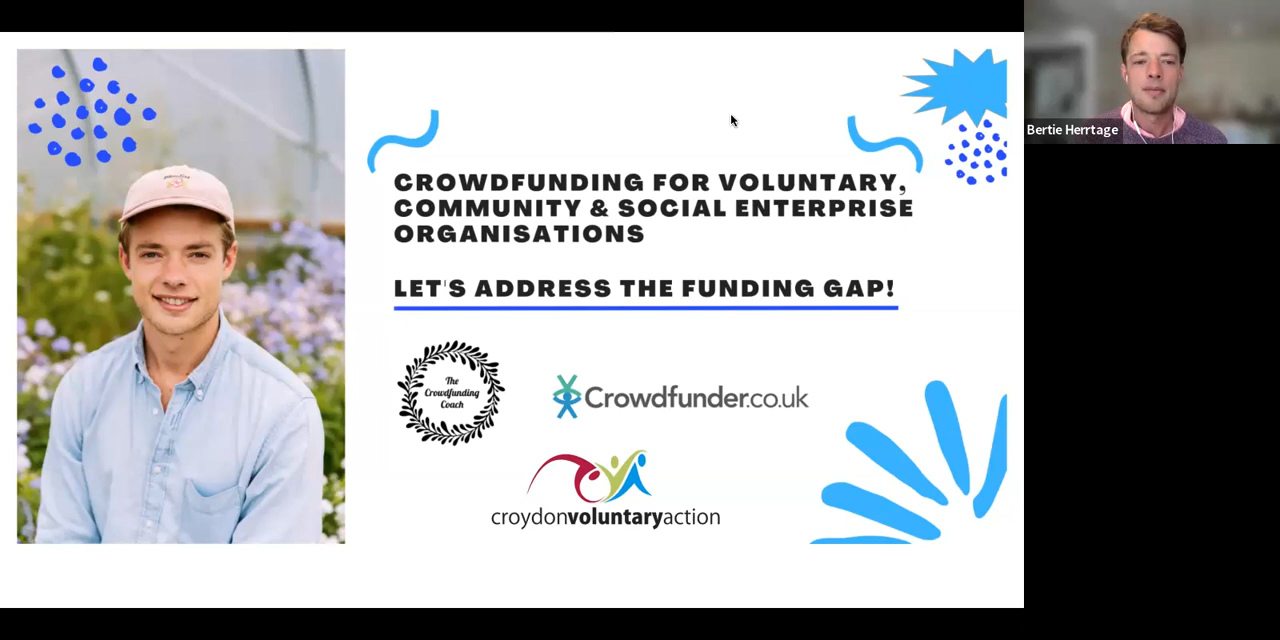 CROWDFUNDING FOR VOLUNTARY,
COMMUNITY & SOCIAL ENTERPRISE
ORGANISATIONS
LET'S ADDRESS THE FUNDING GAP!
The
Crowdfunding
Coach
Crowdfunder.co.uk
croydonvoluntaryaction
Bertie Herrtage